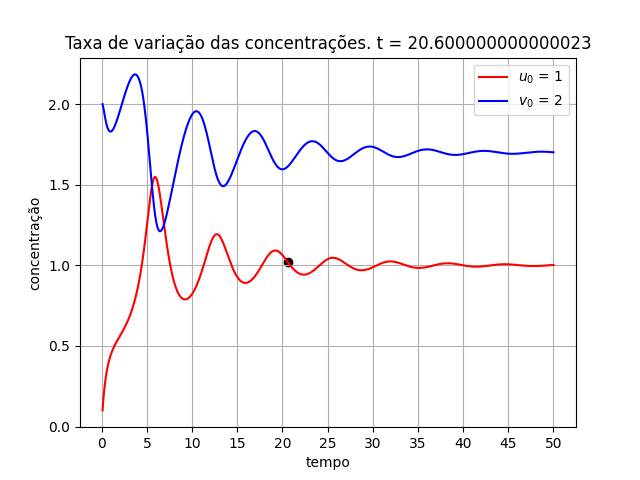 Taxa de variação das concentrações. t = 20.600000000000023
u₀ = 1
v₀ = 2
concentração
2.0
1.5
1.0
0.5
0.0
0 5 10 15 20 25 30 35 40 45 50
tempo